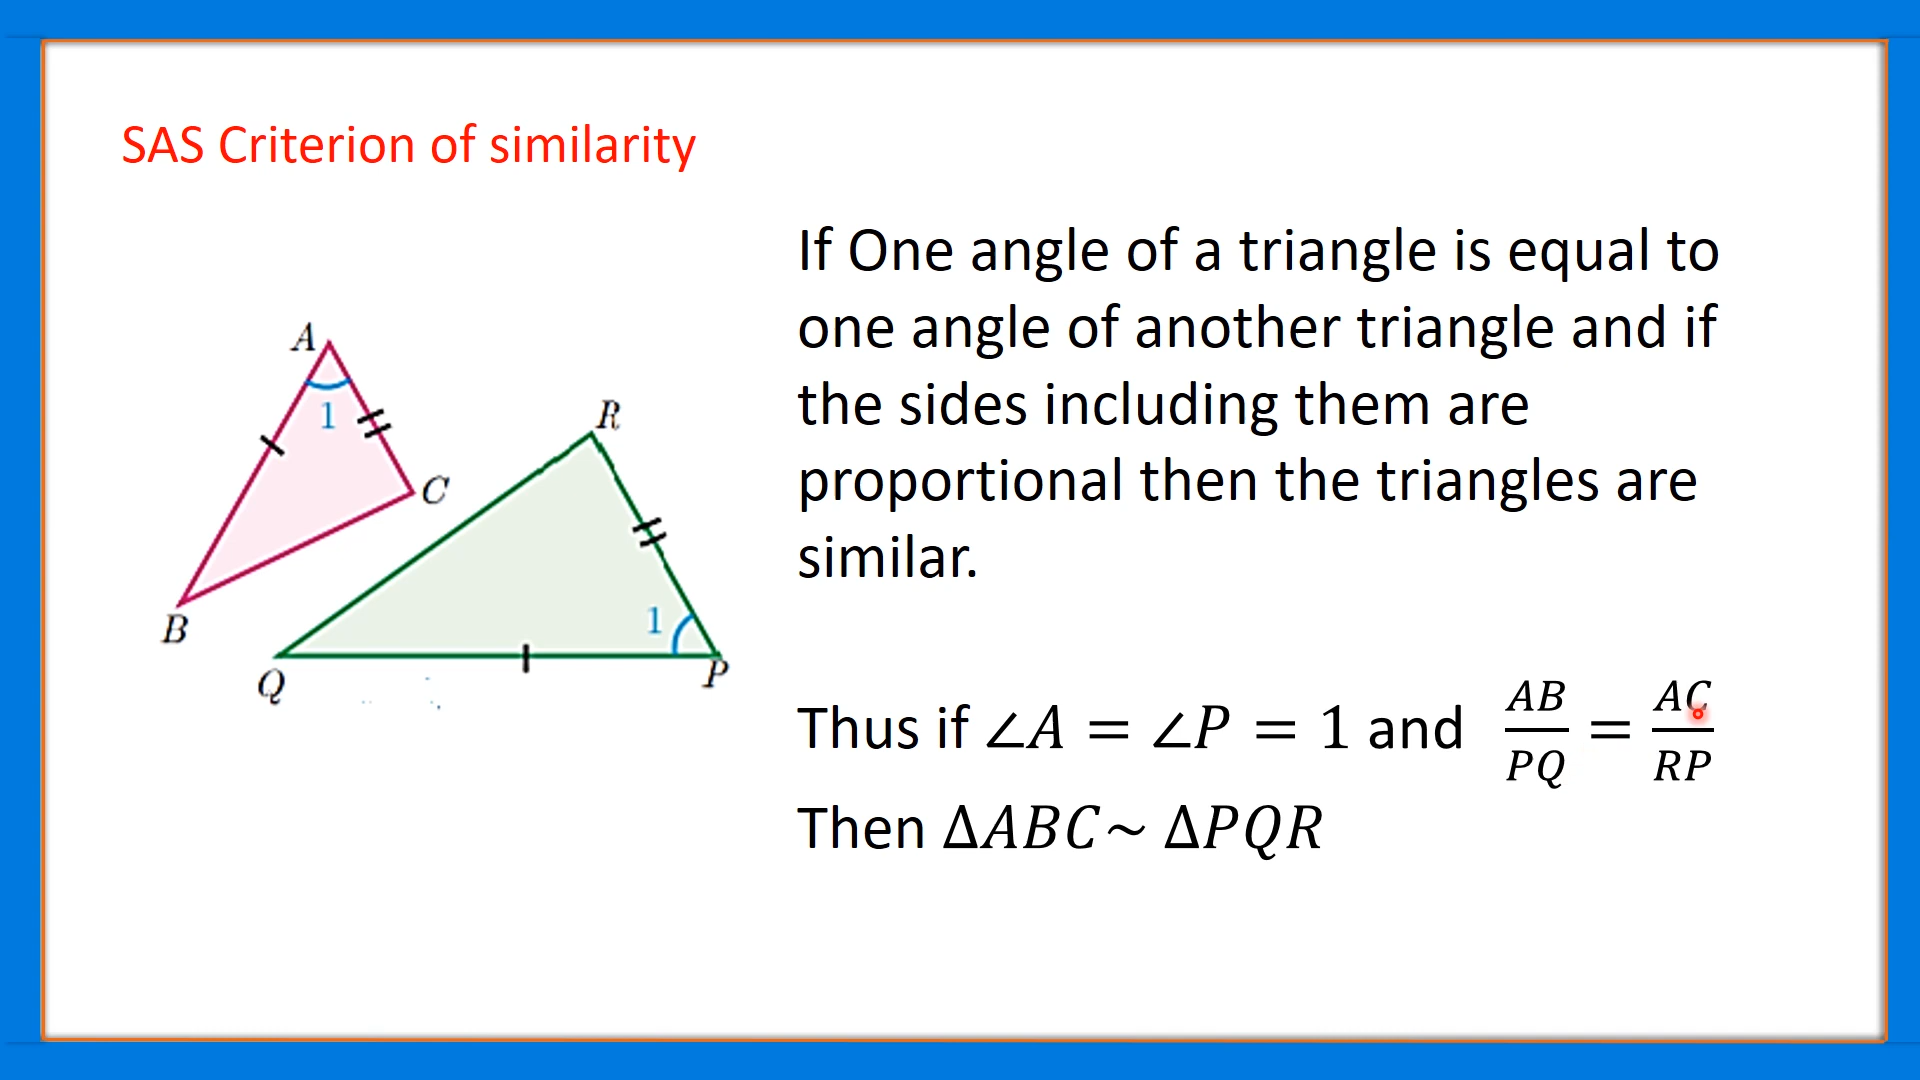 SAS Criterion of similarity
If One angle of a triangle is equal to
one angle of another triangle and if
the sides including them are
proportional then the triangles are
similar.
A
1
C
B
R
1
Q
P
Thus if ∠A = ∠P = 1 and AB/PQ = AC/RP
Then ΔABC~ ΔPQR